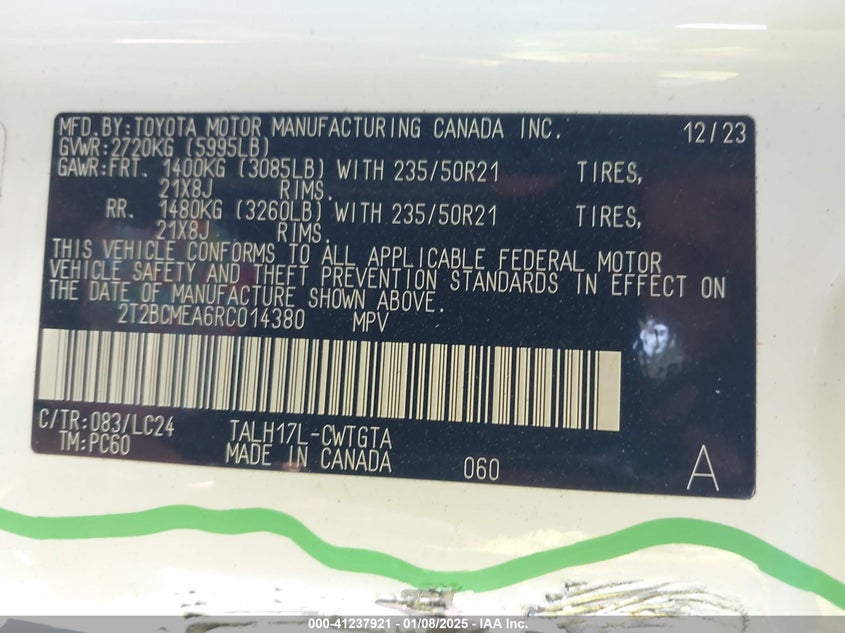 MFD.BY:TOYOTA MOTOR MANUFACTURING CANADA INC. 12/23
GVWR:2720KG (5995LB)
GAWR:FRT. 1400KG (3085LB) WITH 235/50R21 TIRES,
21X8J RIMS.
RR. 1480KG (3260LB) WITH 235/50R21 TIRES,
21X8J RIMS.
THIS VEHICLE CONFORMS TO ALL APPLICABLE FEDERAL MOTOR
VEHICLE SAFETY AND THEFT PREVENTION STANDARDS IN EFFECT ON
THE DATE OF MANUFACTURE SHOWN ABOVE.
2T2BCMEA6RC014380 MPV
C/TR:083/LC24 TALH17L-CWTGTA
TM:PC60 MADE IN CANADA 060 A
000-41237921 - 01/08/2025 - IAA Inc.